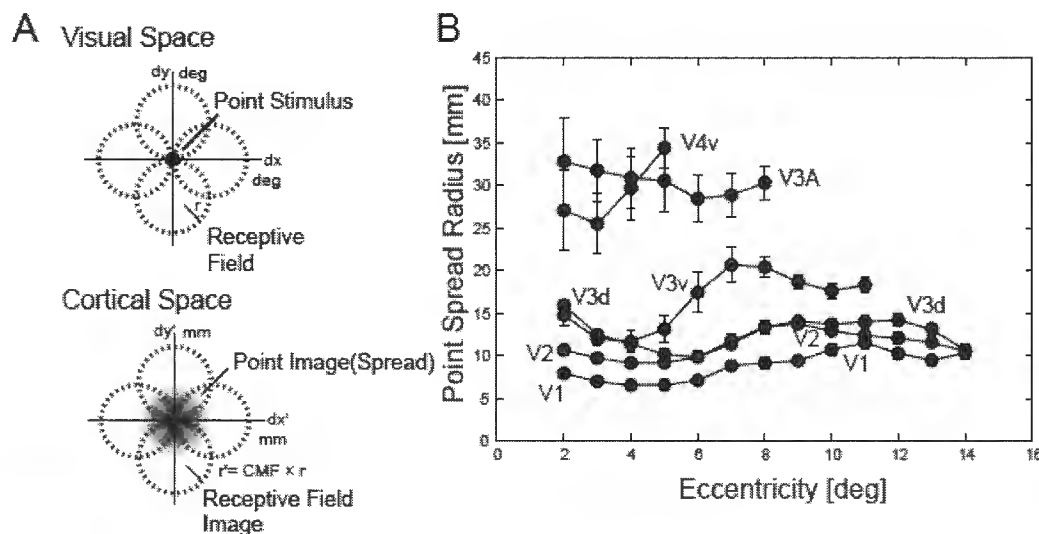 A
Visual Space
dy deg
Point Stimulus
dx
deg
r
Receptive
Field
Cortical Space
dy' mm
Point Image(Spread)
dx'
mm
r'= CMF × r
Receptive Field
Image
B
Point Spread Radius [mm]
45
40
35
30
25
20
15
10
5
0
V4v
V3A
V3v
V3d
V3d
V2
V2
V1
V1
0 2 4 6 8 10 12 14 16
Eccentricity [deg]